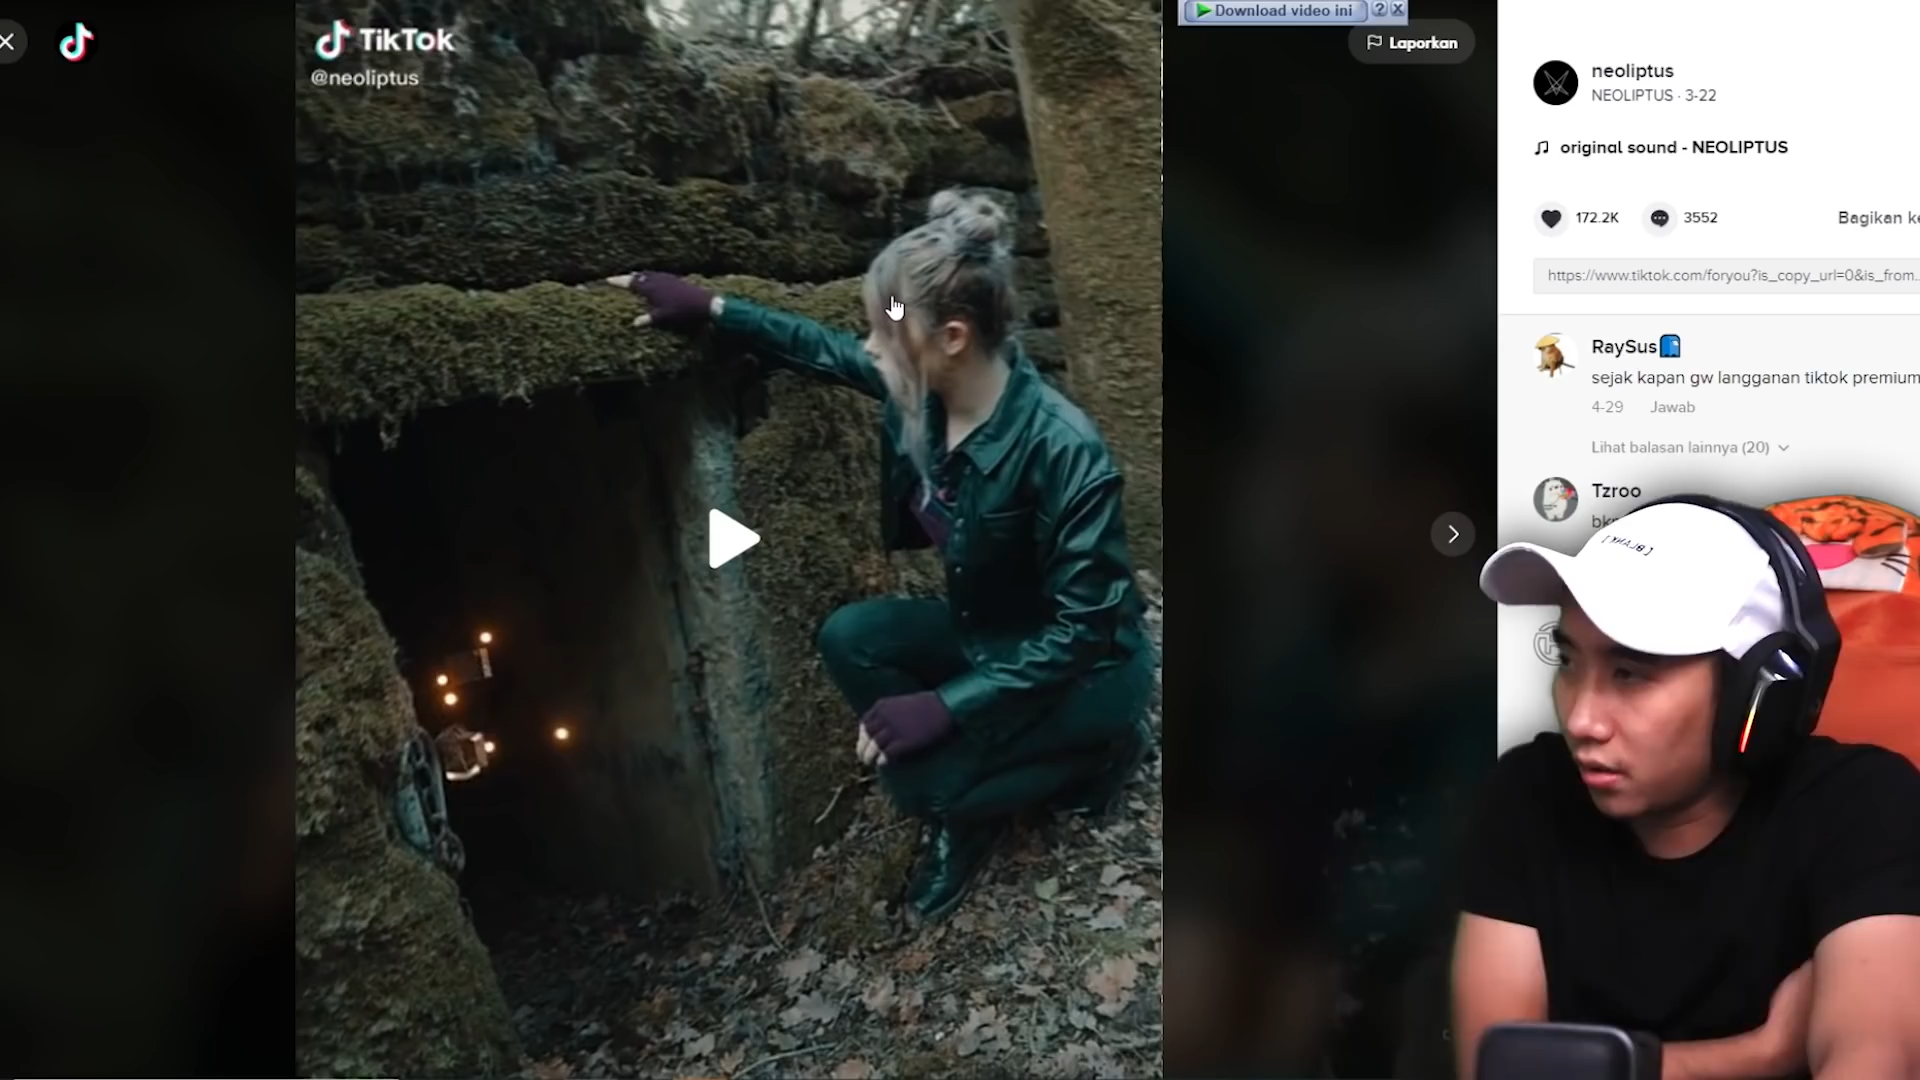 TikTok
@neoliptus
Download video ini
Laporkan
neoliptus
NEOLIPTUS · 3-22
original sound - NEOLIPTUS
172.2K
3552
Bagikan ke
https://www.tiktok.com/foryou?is_copy_url=0&is_from...
RaySus
sejak kapan gw langganan tiktok premium
4-29 Jawab
Lihat balasan lainnya (20)
Tzroo
[BLANK]